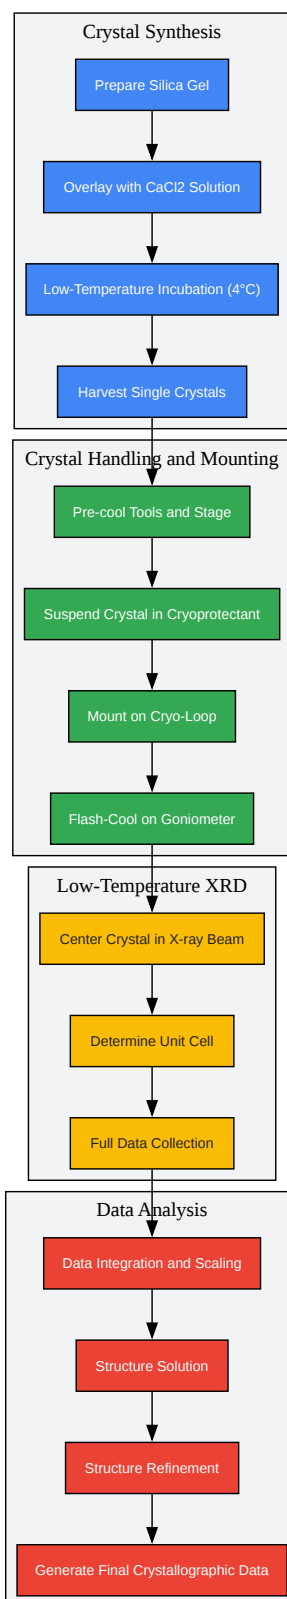 Crystal Synthesis
Prepare Silica Gel
Overlay with CaCl2 Solution
Low-Temperature Incubation (4°C)
Harvest Single Crystals
Crystal Handling and Mounting
Pre-cool Tools and Stage
Suspend Crystal in Cryoprotectant
Mount on Cryo-Loop
Flash-Cool on Goniometer
Low-Temperature XRD
Center Crystal in X-ray Beam
Determine Unit Cell
Full Data Collection
Data Analysis
Data Integration and Scaling
Structure Solution
Structure Refinement
Generate Final Crystallographic Data